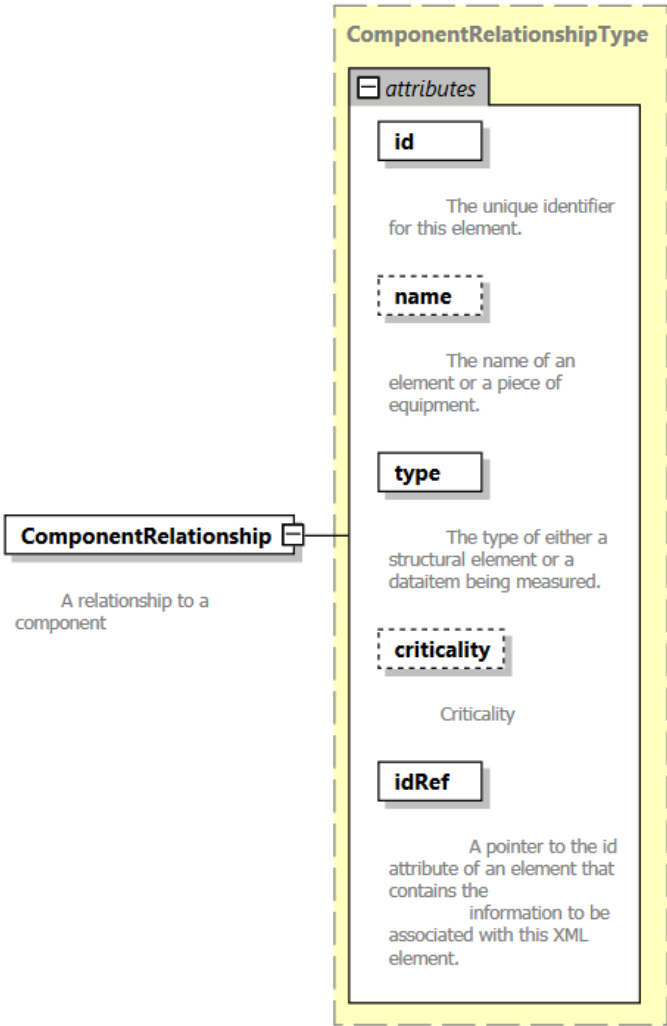 ComponentRelationshipType
attributes
id
The unique identifier
for this element.
name
The name of an
element or a piece of
equipment.
type
The type of either a
structural element or a
dataitem being measured.
ComponentRelationship
A relationship to a
component
criticality
Criticality
idRef
A pointer to the id
attribute of an element that
contains the
information to be
associated with this XML
element.